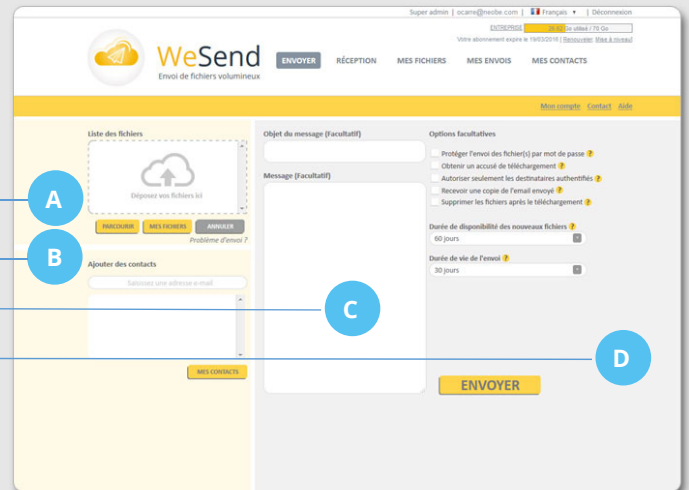 Super admin | ocarre@neobe.com | Français ▾ | Déconnexion
ENTREPRISE 26.62 Go utilisé / 70 Go
Votre abonnement expire le 19/03/2016 | Renouveler, Mise à niveau!
WeSend
Envoi de fichiers volumineux
ENVOYER RÉCEPTION MES FICHIERS MES ENVOIS MES CONTACTS
Mon compte Contact Aide
Liste des fichiers
Déposez vos fichiers ici
PARCOURIR MES FICHIERS ANNULER
Problème d'envoi ?
A
B
Ajouter des contacts
Saisissez une adresse e-mail
MES CONTACTS
Objet du message (Facultatif)
Message (Facultatif)
C
Options facultatives
Protéger l'envoi des fichier(s) par mot de passe ?
Obtenir un accusé de téléchargement ?
Autoriser seulement les destinataires authentifiés ?
Recevoir une copie de l'email envoyé ?
Supprimer les fichiers après le téléchargement ?
Durée de disponibilité des nouveaux fichiers ?
60 jours
Durée de vie de l'envoi ?
30 jours
D
ENVOYER